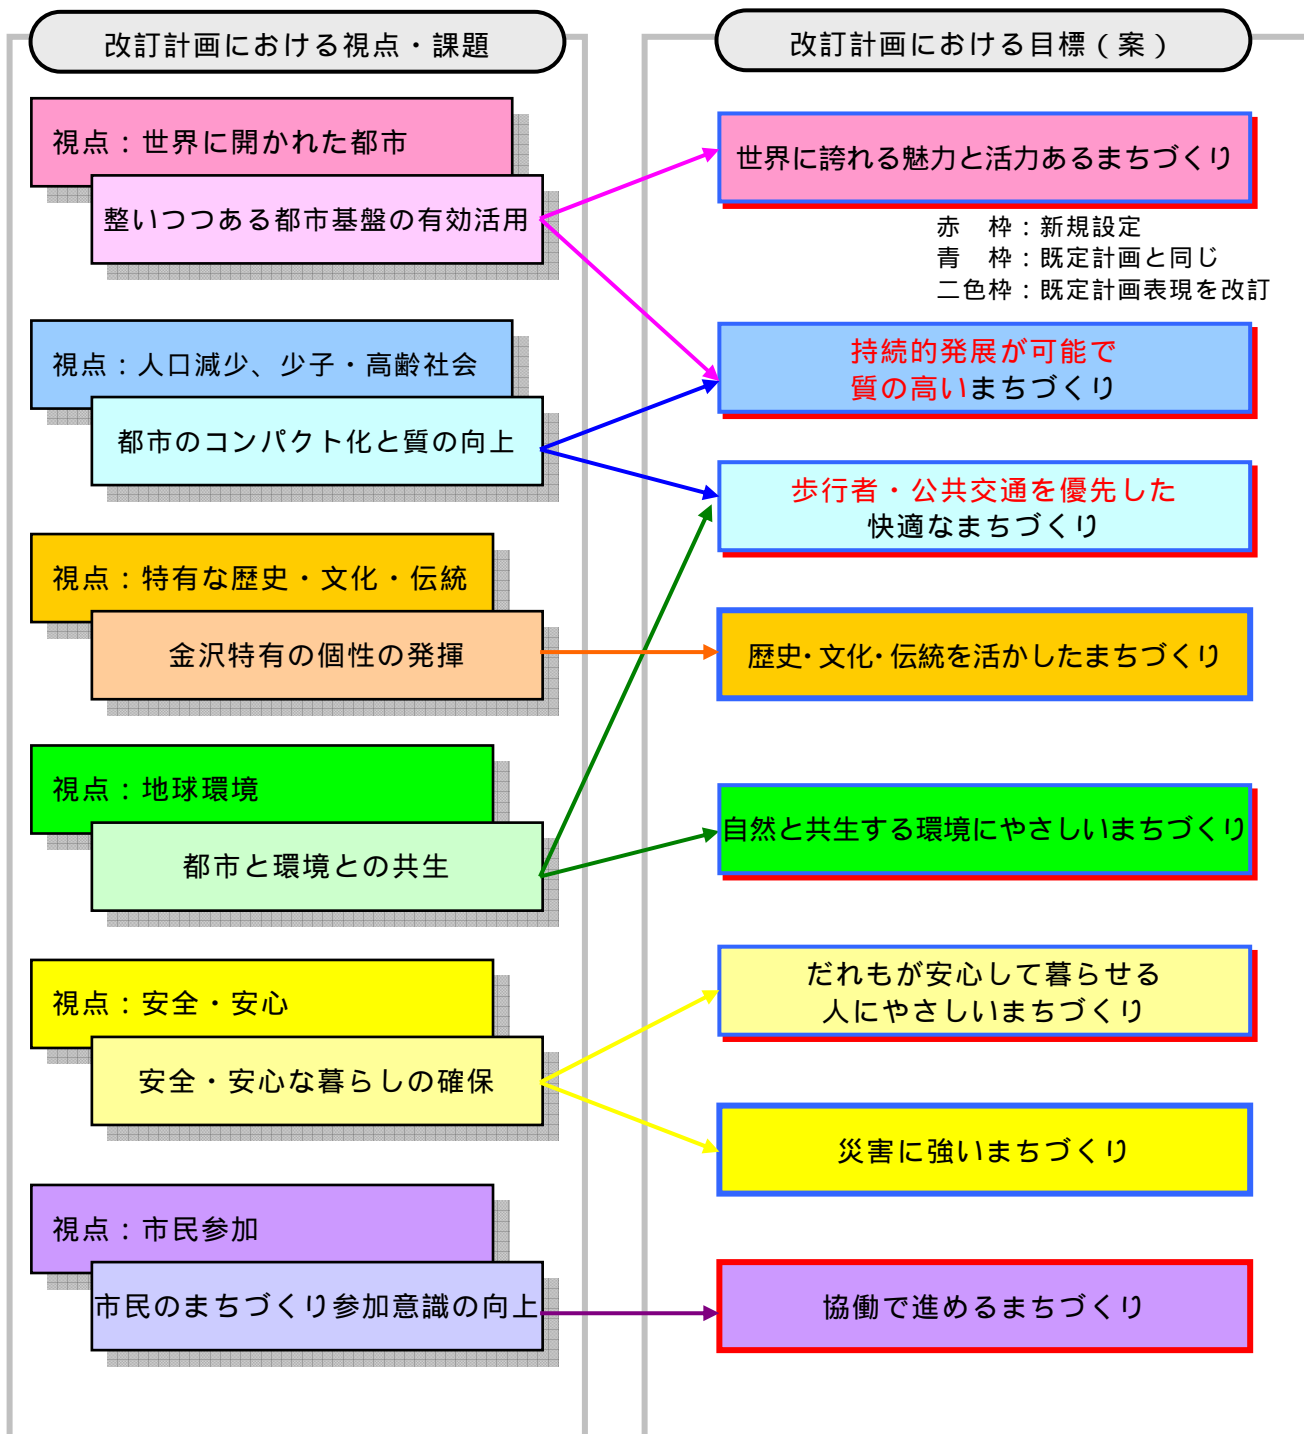 改訂計画における視点・課題
視点：世界に開かれた都市
整いつつある都市基盤の有効活用
視点：人口減少、少子・高齢社会
都市のコンパクト化と質の向上
視点：特有な歴史・文化・伝統
金沢特有の個性の発揮
視点：地球環境
都市と環境との共生
視点：安全・安心
安全・安心な暮らしの確保
視点：市民参加
市民のまちづくり参加意識の向上
改訂計画における目標（案）
世界に誇れる魅力と活力あるまちづくり
赤　枠：新規設定
青　枠：既定計画と同じ
二色枠：既定計画表現を改訂
持続的発展が可能で
質の高いまちづくり
歩行者・公共交通を優先した
快適なまちづくり
歴史・文化・伝統を活かしたまちづくり
自然と共生する環境にやさしいまちづくり
だれもが安心して暮らせる
人にやさしいまちづくり
災害に強いまちづくり
協働で進めるまちづくり